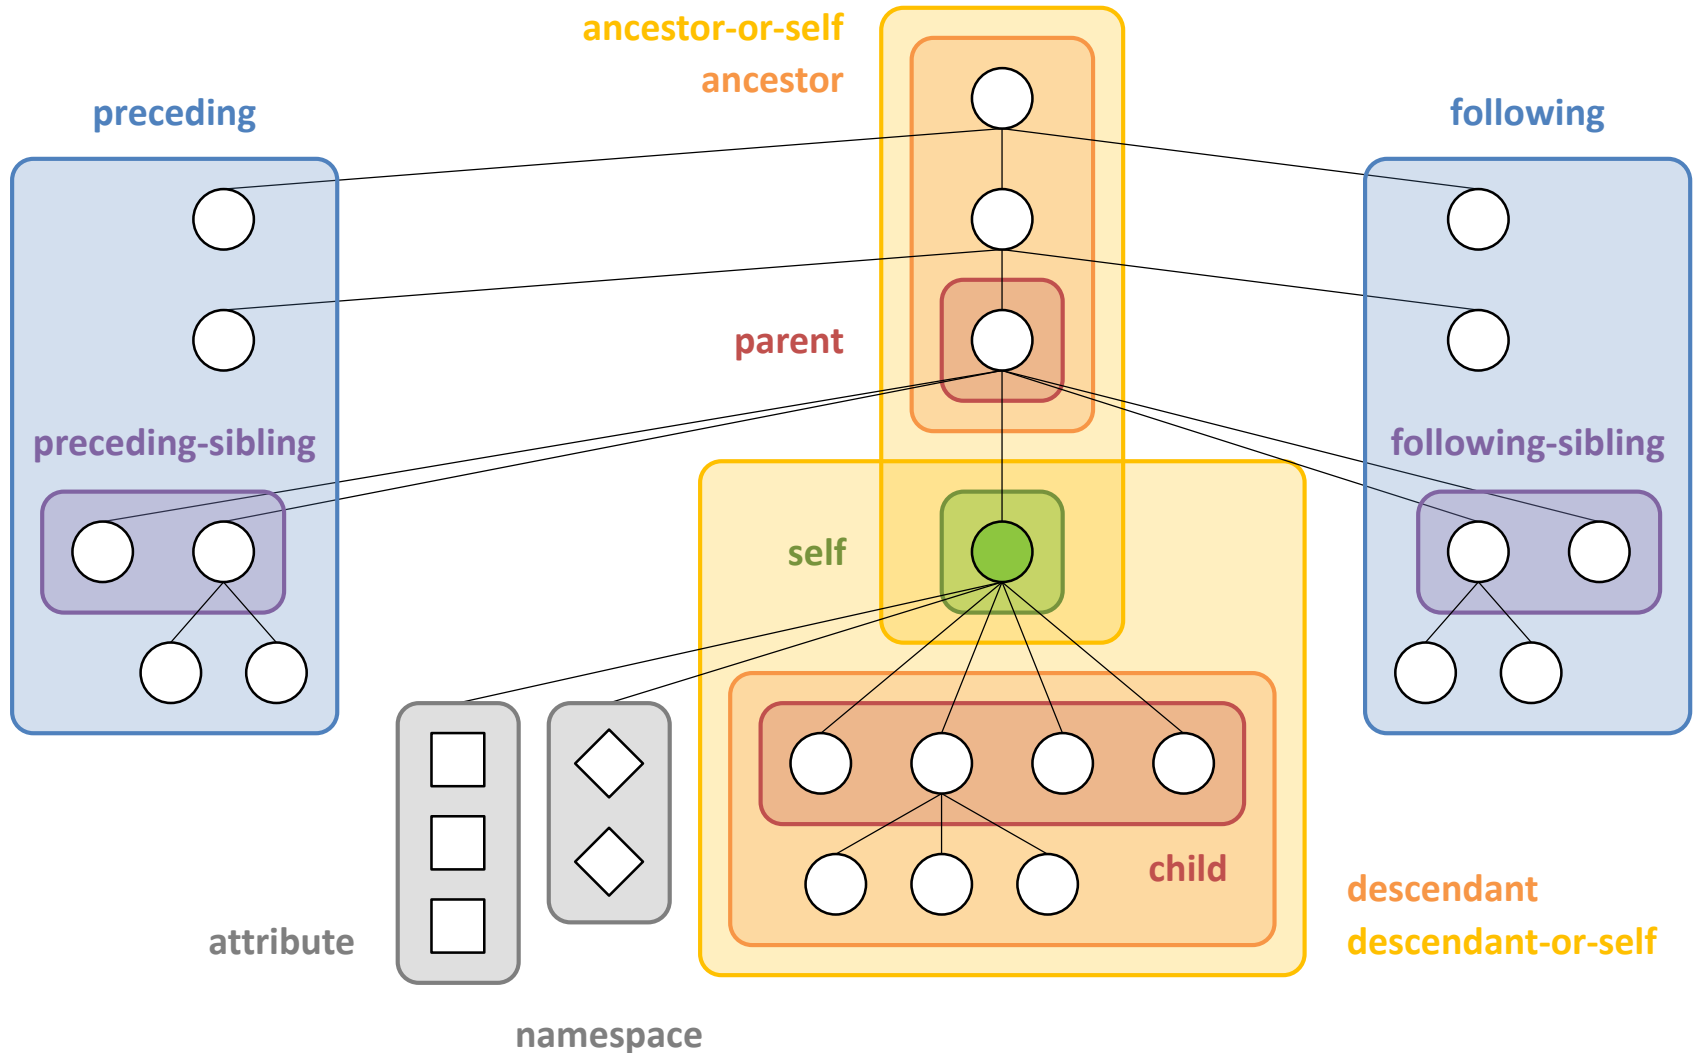 ancestor-or-self
ancestor
preceding
following
parent
preceding-sibling
following-sibling
self
child
descendant
attribute
descendant-or-self
namespace